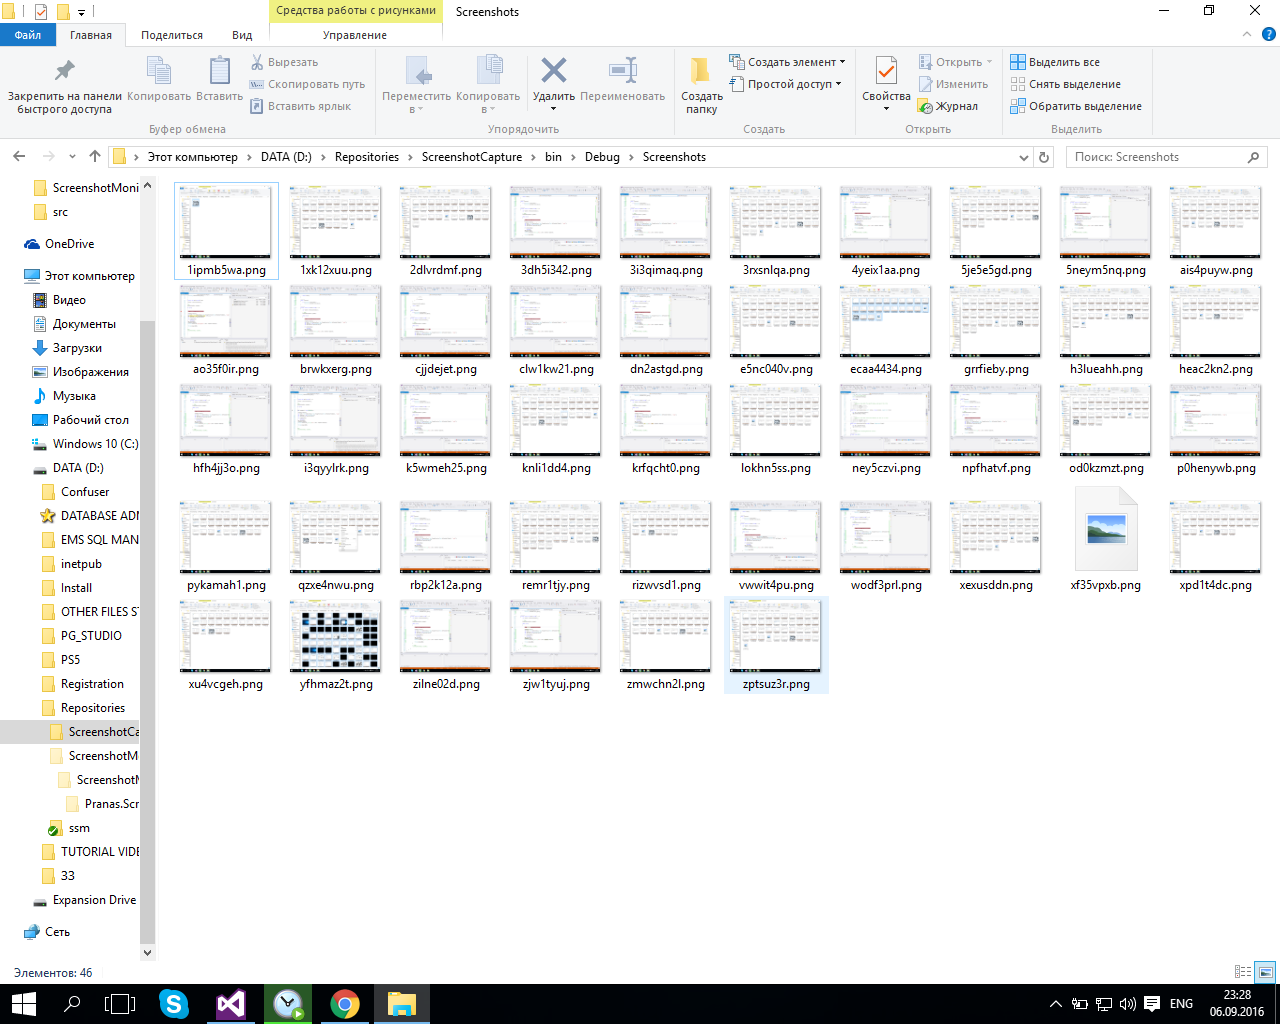 Средства работы с рисунками
Screenshots
Файл
Главная
Поделиться
Вид
Управление
Закрепить на панели быстрого доступа
Копировать
Вставить
Вырезать
Скопировать путь
Вставить ярлык
Буфер обмена
Переместить в
Копировать в
Удалить
Переименовать
Упорядочить
Создать папку
Создать элемент
Простой доступ
Создать
Свойства
Открыть
Изменить
Журнал
Открыть
Выделить все
Снять выделение
Обратить выделение
Выделить
Этот компьютер > DATA (D:) > Repositories > ScreenshotCapture > bin > Debug > Screenshots
Поиск: Screenshots
ScreenshotMoni
src
OneDrive
Этот компьютер
Видео
Документы
Загрузки
Изображения
Музыка
Рабочий стол
Windows 10 (C:)
DATA (D:)
Confuser
DATABASE ADM
EMS SQL MAN
inetpub
Install
OTHER FILES ST
PG_STUDIO
PS5
Registration
Repositories
ScreenshotCa
ScreenshotM
ScreenshotM
Pranas.Scr
ssm
TUTORIAL VIDE
33
Expansion Drive
Сеть
1ipmb5wa.png 1xk12xuu.png 2dlvrdmf.png 3dh5i342.png 3i3qimaq.png 3rxsnlqa.png 4yeix1aa.png 5je5e5gd.png 5neym5nq.png ais4puyw.png
ao35f0ir.png brwkxerg.png cjjdejet.png clw1kw21.png dn2astgd.png e5nc040v.png ecaa4434.png grrfieby.png h3lueahh.png heac2kn2.png
hfh4jj3o.png i3qyylrk.png k5wmeh25.png knli1dd4.png krfqcht0.png lokhn5ss.png ney5czvi.png npfhatvf.png od0kzmzt.png p0henywb.png
pykamah1.png qzxe4nwu.png rbp2k12a.png remr1tjy.png rizwvsd1.png vwwit4pu.png wodf3prl.png xexusddn.png xf35vpxb.png xpd1t4dc.png
xu4vcgeh.png yfhmaz2t.png zilne02d.png zjw1tyuj.png zmwchn2l.png zptsuz3r.png
Элементов: 46
ENG
23:28
06.09.2016